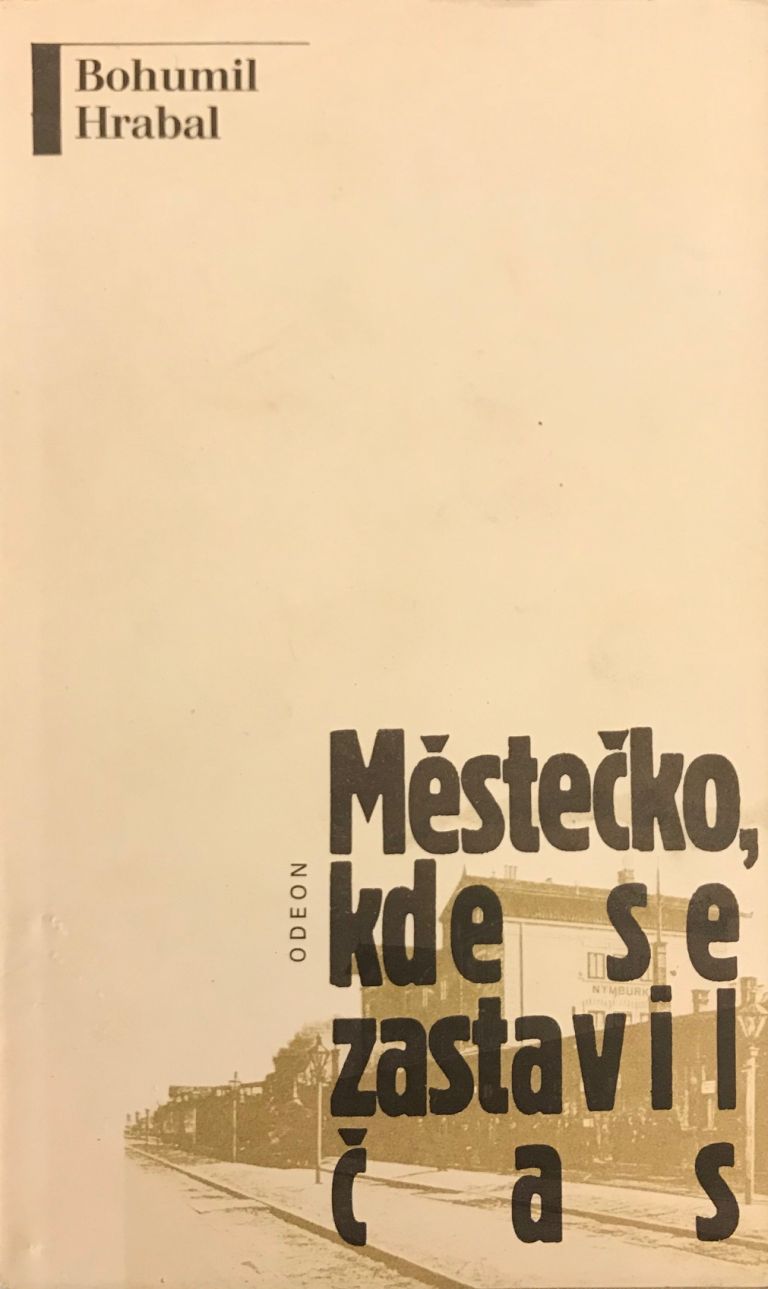 Bohumil
Hrabal
Městečko,
kde se
zastavil
čas
ODEON
NYMBURK